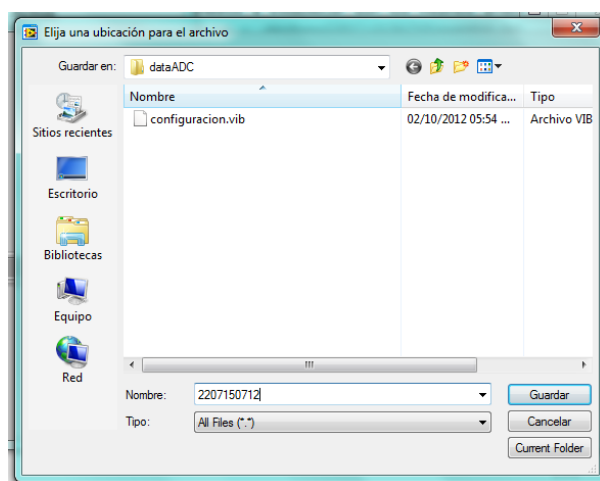 Elija una ubicación para el archivo
Guardar en: dataADC
Nombre Fecha de modifica... Tipo
configuracion.vib 02/10/2012 05:54 ... Archivo VIB
Sitios recientes
Escritorio
Bibliotecas
Equipo
Red
Nombre: 2207150712 Guardar
Tipo: All Files (*.*) Cancelar
Current Folder